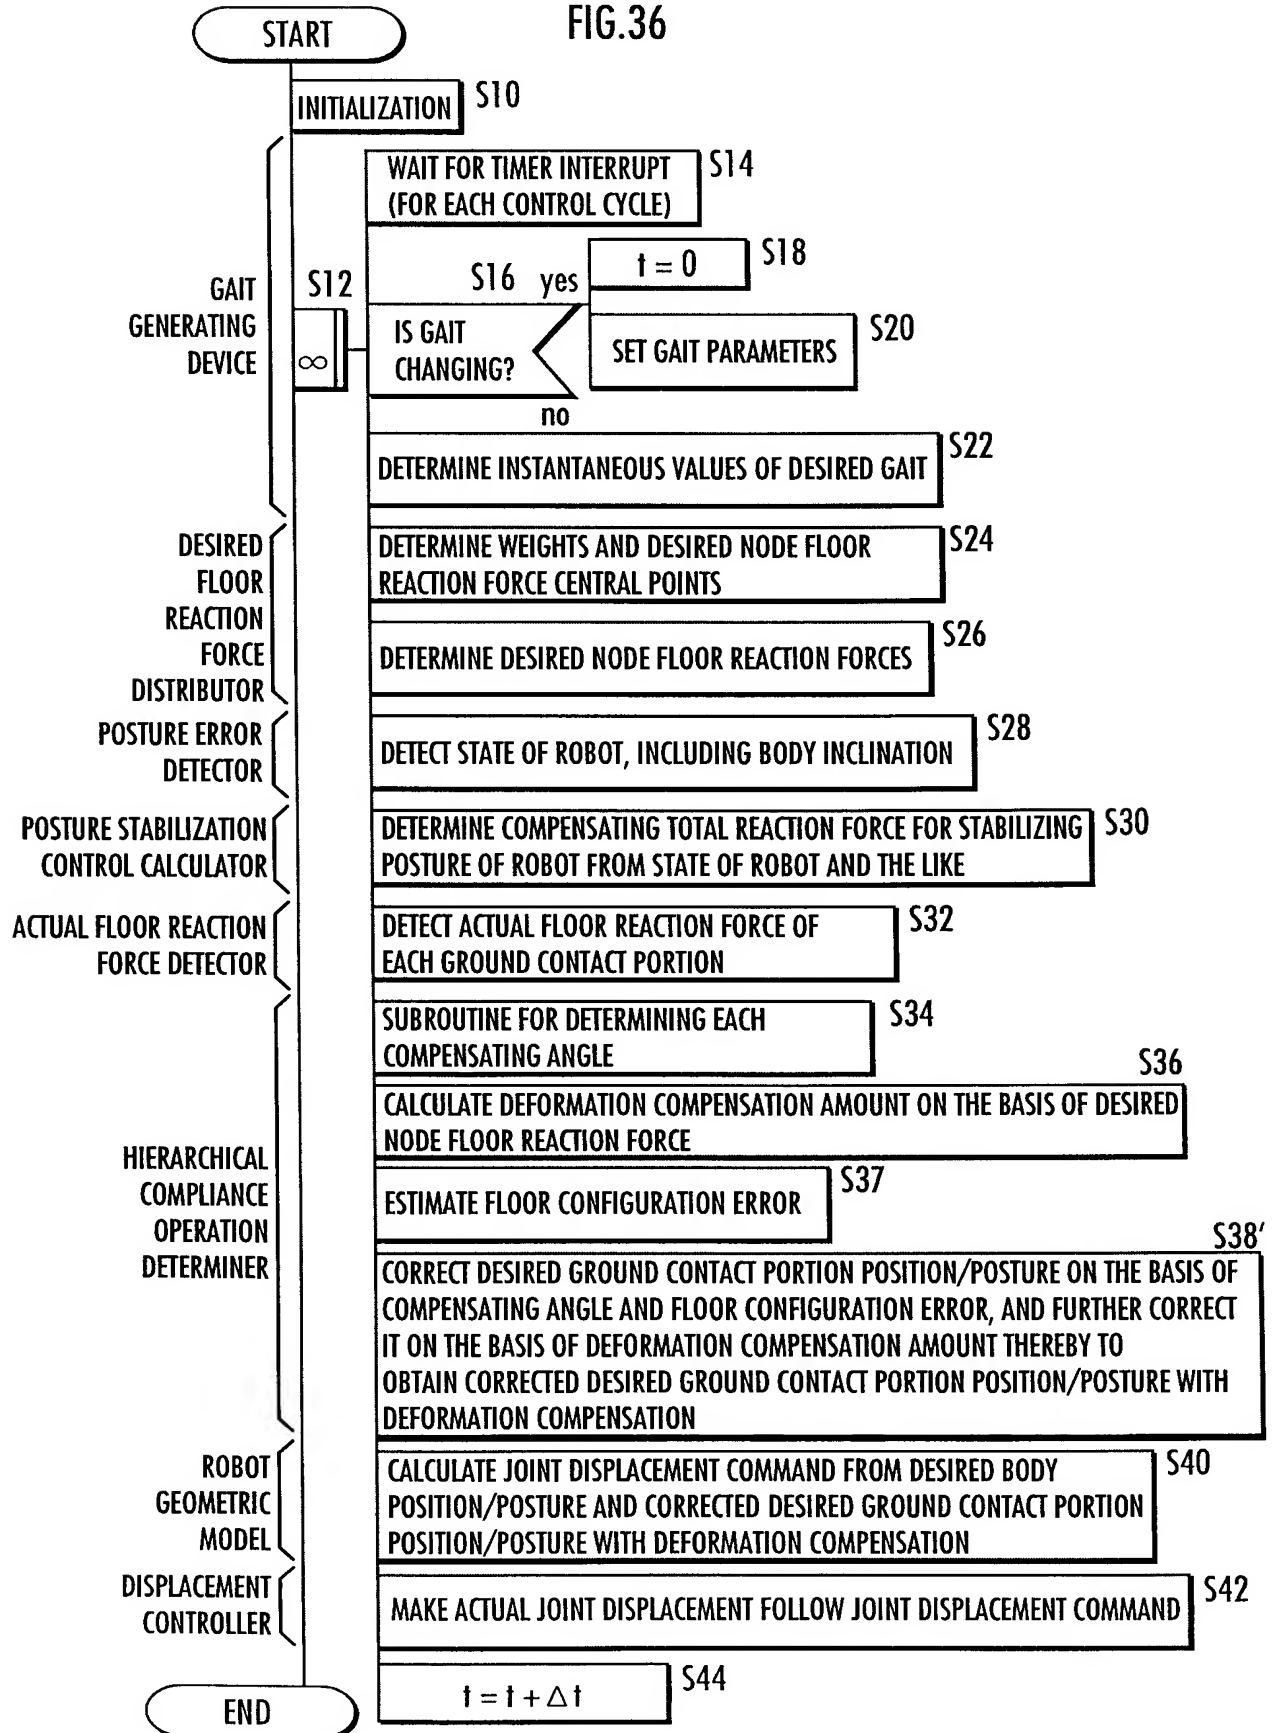 FIG.36
START
INITIALIZATION
S10
WAIT FOR TIMER INTERRUPT
(FOR EACH CONTROL CYCLE)
S14
GAIT
GENERATING
DEVICE
S12
∞
S16
yes
IS GAIT
CHANGING?
no
t = 0
S18
SET GAIT PARAMETERS
S20
DETERMINE INSTANTANEOUS VALUES OF DESIRED GAIT
S22
DESIRED
FLOOR
REACTION
FORCE
DISTRIBUTOR
DETERMINE WEIGHTS AND DESIRED NODE FLOOR
REACTION FORCE CENTRAL POINTS
S24
DETERMINE DESIRED NODE FLOOR REACTION FORCES
S26
POSTURE ERROR
DETECTOR
DETECT STATE OF ROBOT, INCLUDING BODY INCLINATION
S28
POSTURE STABILIZATION
CONTROL CALCULATOR
DETERMINE COMPENSATING TOTAL REACTION FORCE FOR STABILIZING
POSTURE OF ROBOT FROM STATE OF ROBOT AND THE LIKE
S30
ACTUAL FLOOR REACTION
FORCE DETECTOR
DETECT ACTUAL FLOOR REACTION FORCE OF
EACH GROUND CONTACT PORTION
S32
HIERARCHICAL
COMPLIANCE
OPERATION
DETERMINER
SUBROUTINE FOR DETERMINING EACH
COMPENSATING ANGLE
S34
S36
CALCULATE DEFORMATION COMPENSATION AMOUNT ON THE BASIS OF DESIRED
NODE FLOOR REACTION FORCE
ESTIMATE FLOOR CONFIGURATION ERROR
S37
S38'
CORRECT DESIRED GROUND CONTACT PORTION POSITION/POSTURE ON THE BASIS OF
COMPENSATING ANGLE AND FLOOR CONFIGURATION ERROR, AND FURTHER CORRECT
IT ON THE BASIS OF DEFORMATION COMPENSATION AMOUNT THEREBY TO
OBTAIN CORRECTED DESIRED GROUND CONTACT PORTION POSITION/POSTURE WITH
DEFORMATION COMPENSATION
ROBOT
GEOMETRIC
MODEL
CALCULATE JOINT DISPLACEMENT COMMAND FROM DESIRED BODY
POSITION/POSTURE AND CORRECTED DESIRED GROUND CONTACT PORTION
POSITION/POSTURE WITH DEFORMATION COMPENSATION
S40
DISPLACEMENT
CONTROLLER
MAKE ACTUAL JOINT DISPLACEMENT FOLLOW JOINT DISPLACEMENT COMMAND
S42
t = t + Δt
S44
END